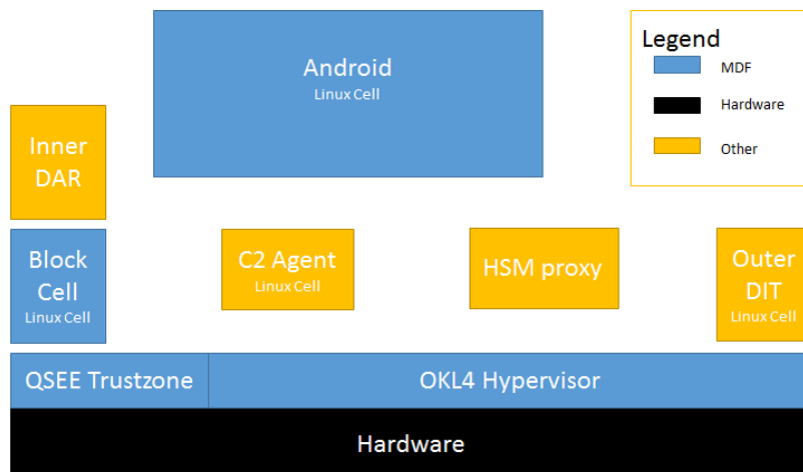 Android
Linux Cell
Legend
MDF
Hardware
Other
Inner
DAR
Block
Cell
Linux Cell
C2 Agent
Linux Cell
HSM proxy
Outer
DIT
Linux Cell
QSEE Trustzone
OKL4 Hypervisor
Hardware